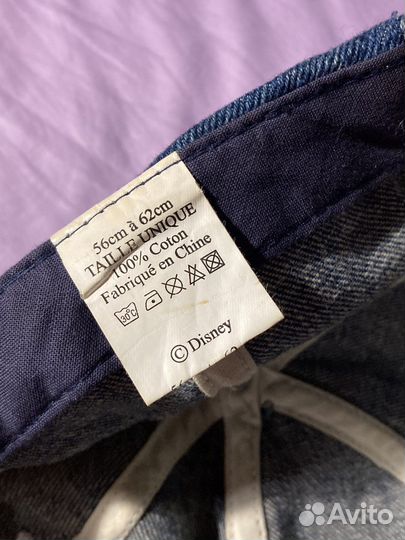 56cm à 62cm
TAILLE UNIQUE
100% Coton
Fabriqué en Chine
30°C
© Disney
Avito